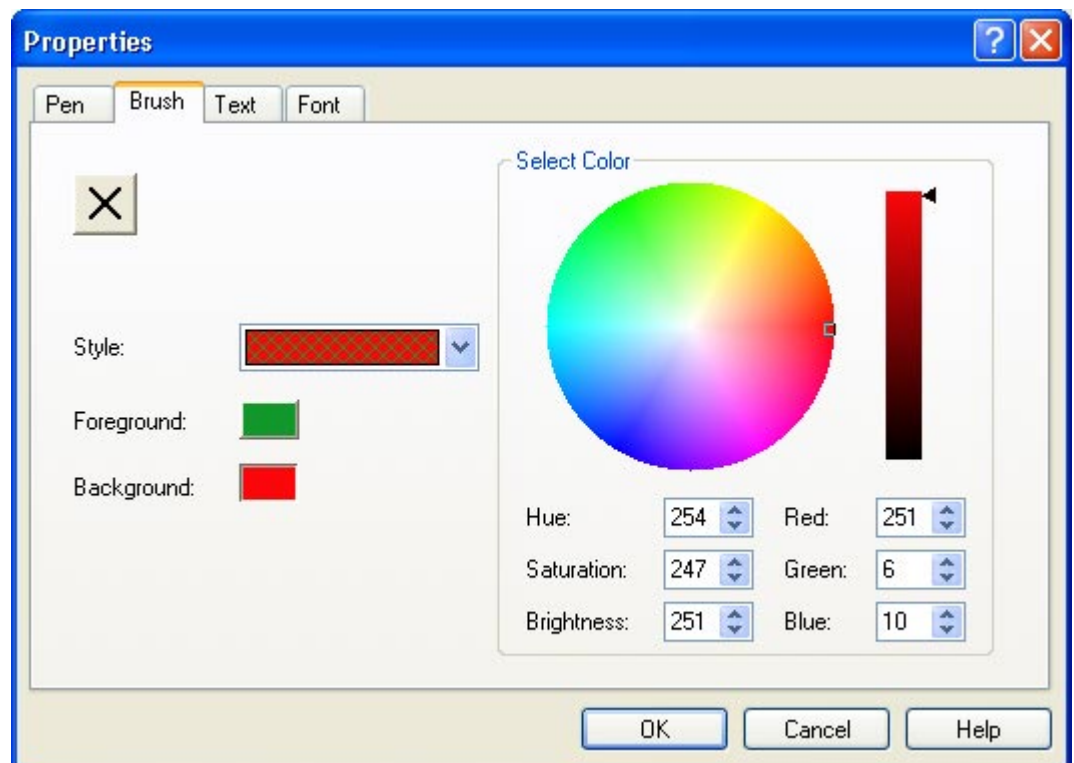 Properties
Pen Brush Text Font
Select Color
Style:
Foreground:
Background:
Hue: 254 Red: 251
Saturation: 247 Green: 6
Brightness: 251 Blue: 10
OK Cancel Help